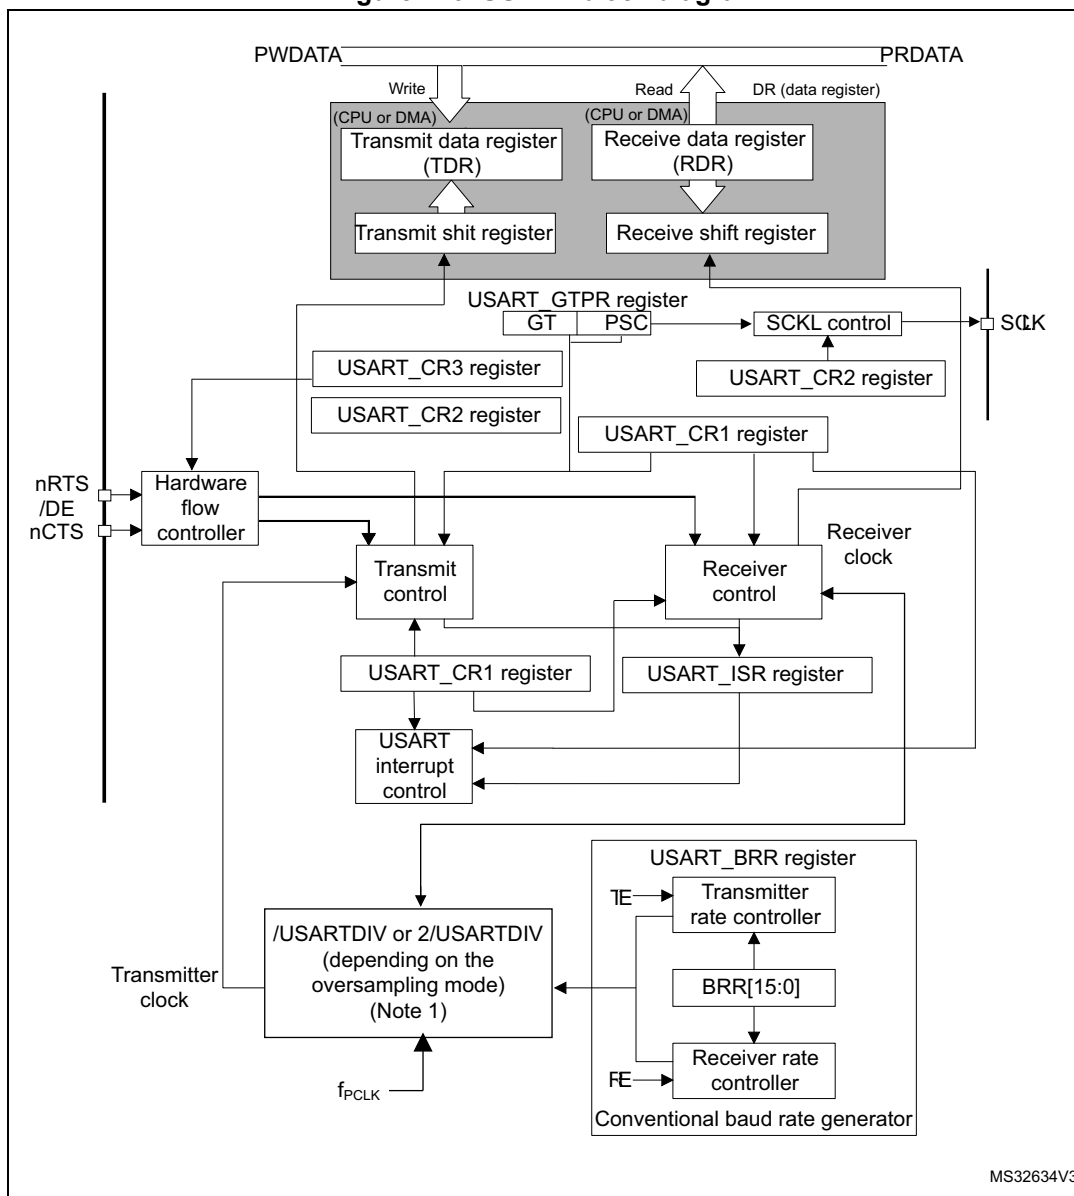 PWDATA
PRDATA
Write
Read
DR (data register)
(CPU or DMA)
(CPU or DMA)
Transmit data register
(TDR)
Receive data register
(RDR)
Transmit shit register
Receive shift register
USART_GTPR register
GT
PSC
SCKL control
SCLK
USART_CR3 register
USART_CR2 register
USART_CR2 register
USART_CR1 register
nRTS
/DE
nCTS
Hardware
flow
controller
Receiver
clock
Transmit
control
Receiver
control
USART_CR1 register
USART_ISR register
USART
interrupt
control
USART_BRR register
TE
Transmitter
rate controller
/USARTDIV or 2/USARTDIV
(depending on the
oversampling mode)
(Note 1)
Transmitter
clock
BRR[15:0]
RE
Receiver rate
controller
fPCLK
Conventional baud rate generator
MS32634V3